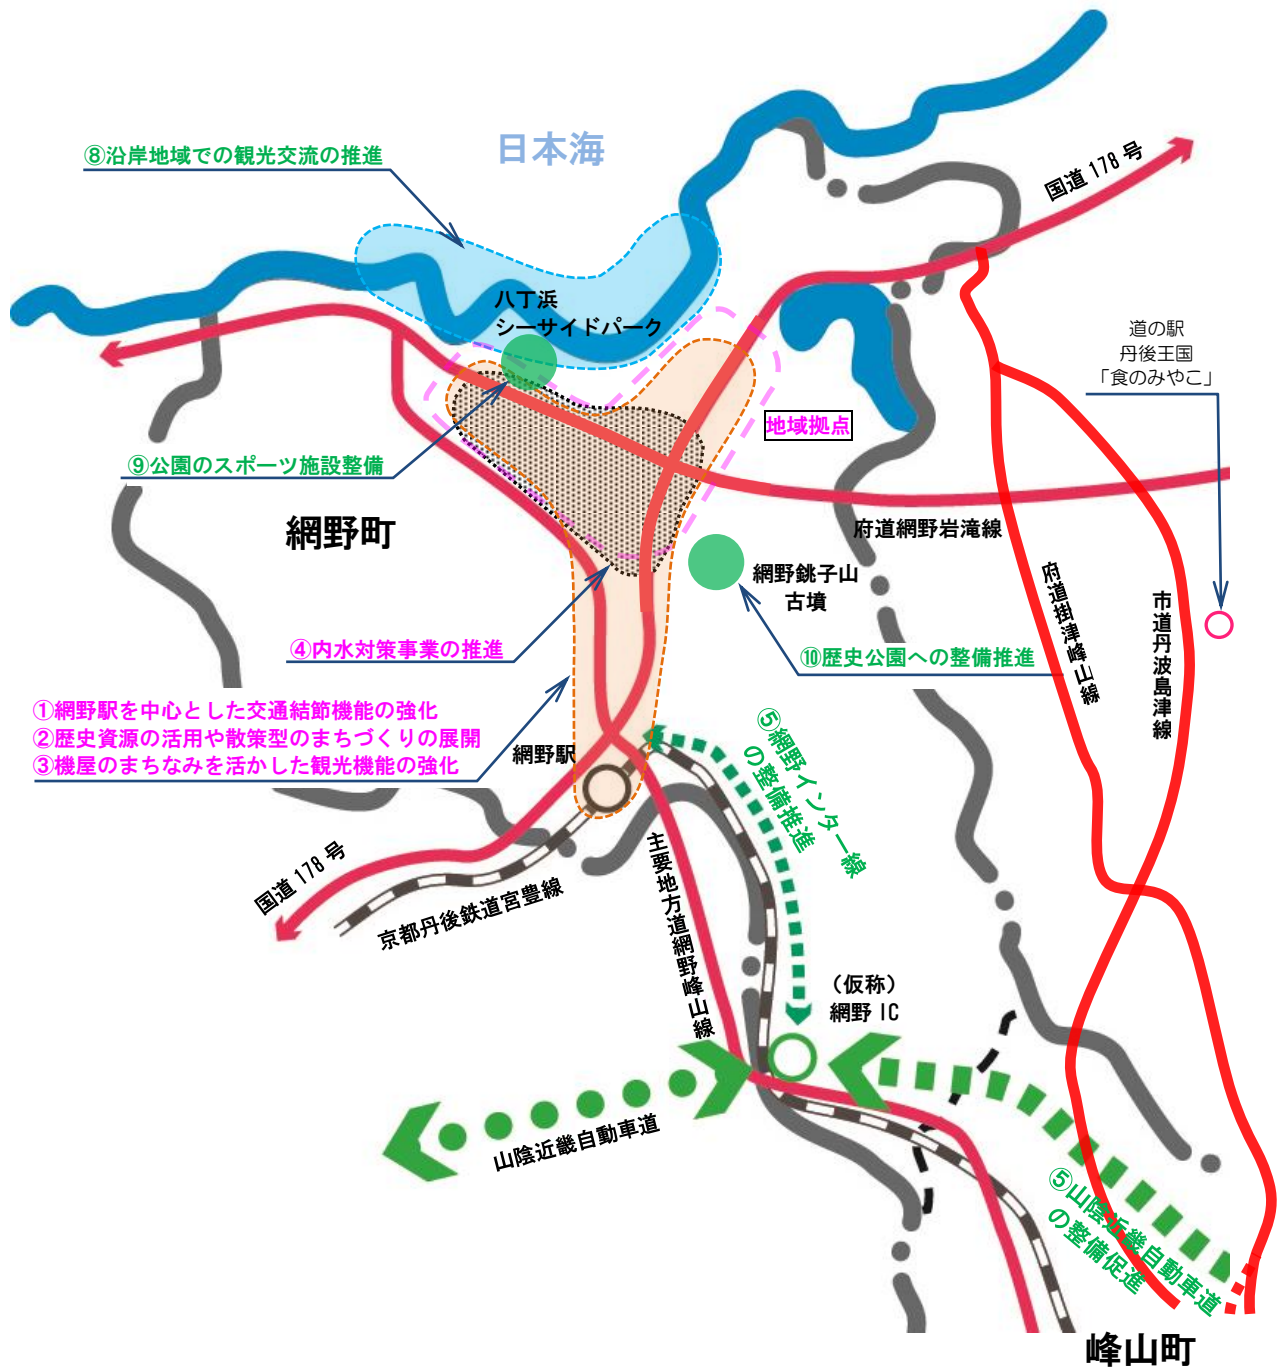 日本海
⑧沿岸地域での観光交流の推進
国道178号
八丁浜
シーサイドパーク
道の駅
丹後王国
「食のみやこ」
地域拠点
⑨公園のスポーツ施設整備
網野町
府道網野岩滝線
網野銚子山
古墳
府道掛津峰山線
市道丹波島津線
④内水対策事業の推進
⑩歴史公園への整備推進
①網野駅を中心とした交通結節機能の強化
②歴史資源の活用や散策型のまちづくりの展開
③機屋のまちなみを活かした観光機能の強化
網野駅
⑤網野インター線
の整備推進
国道178号
京都丹後鉄道宮豊線
主要地方道網野峰山線
（仮称）
網野IC
山陰近畿自動車道
⑤山陰近畿自動車道
の整備促進
峰山町